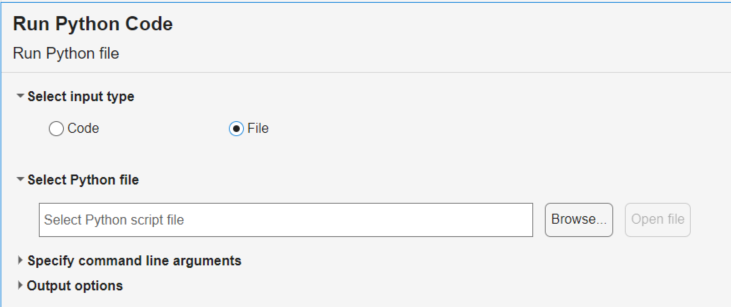 Run Python Code
Run Python file
Select input type
Code File
Select Python file
Select Python script file Browse... Open file
Specify command line arguments
Output options